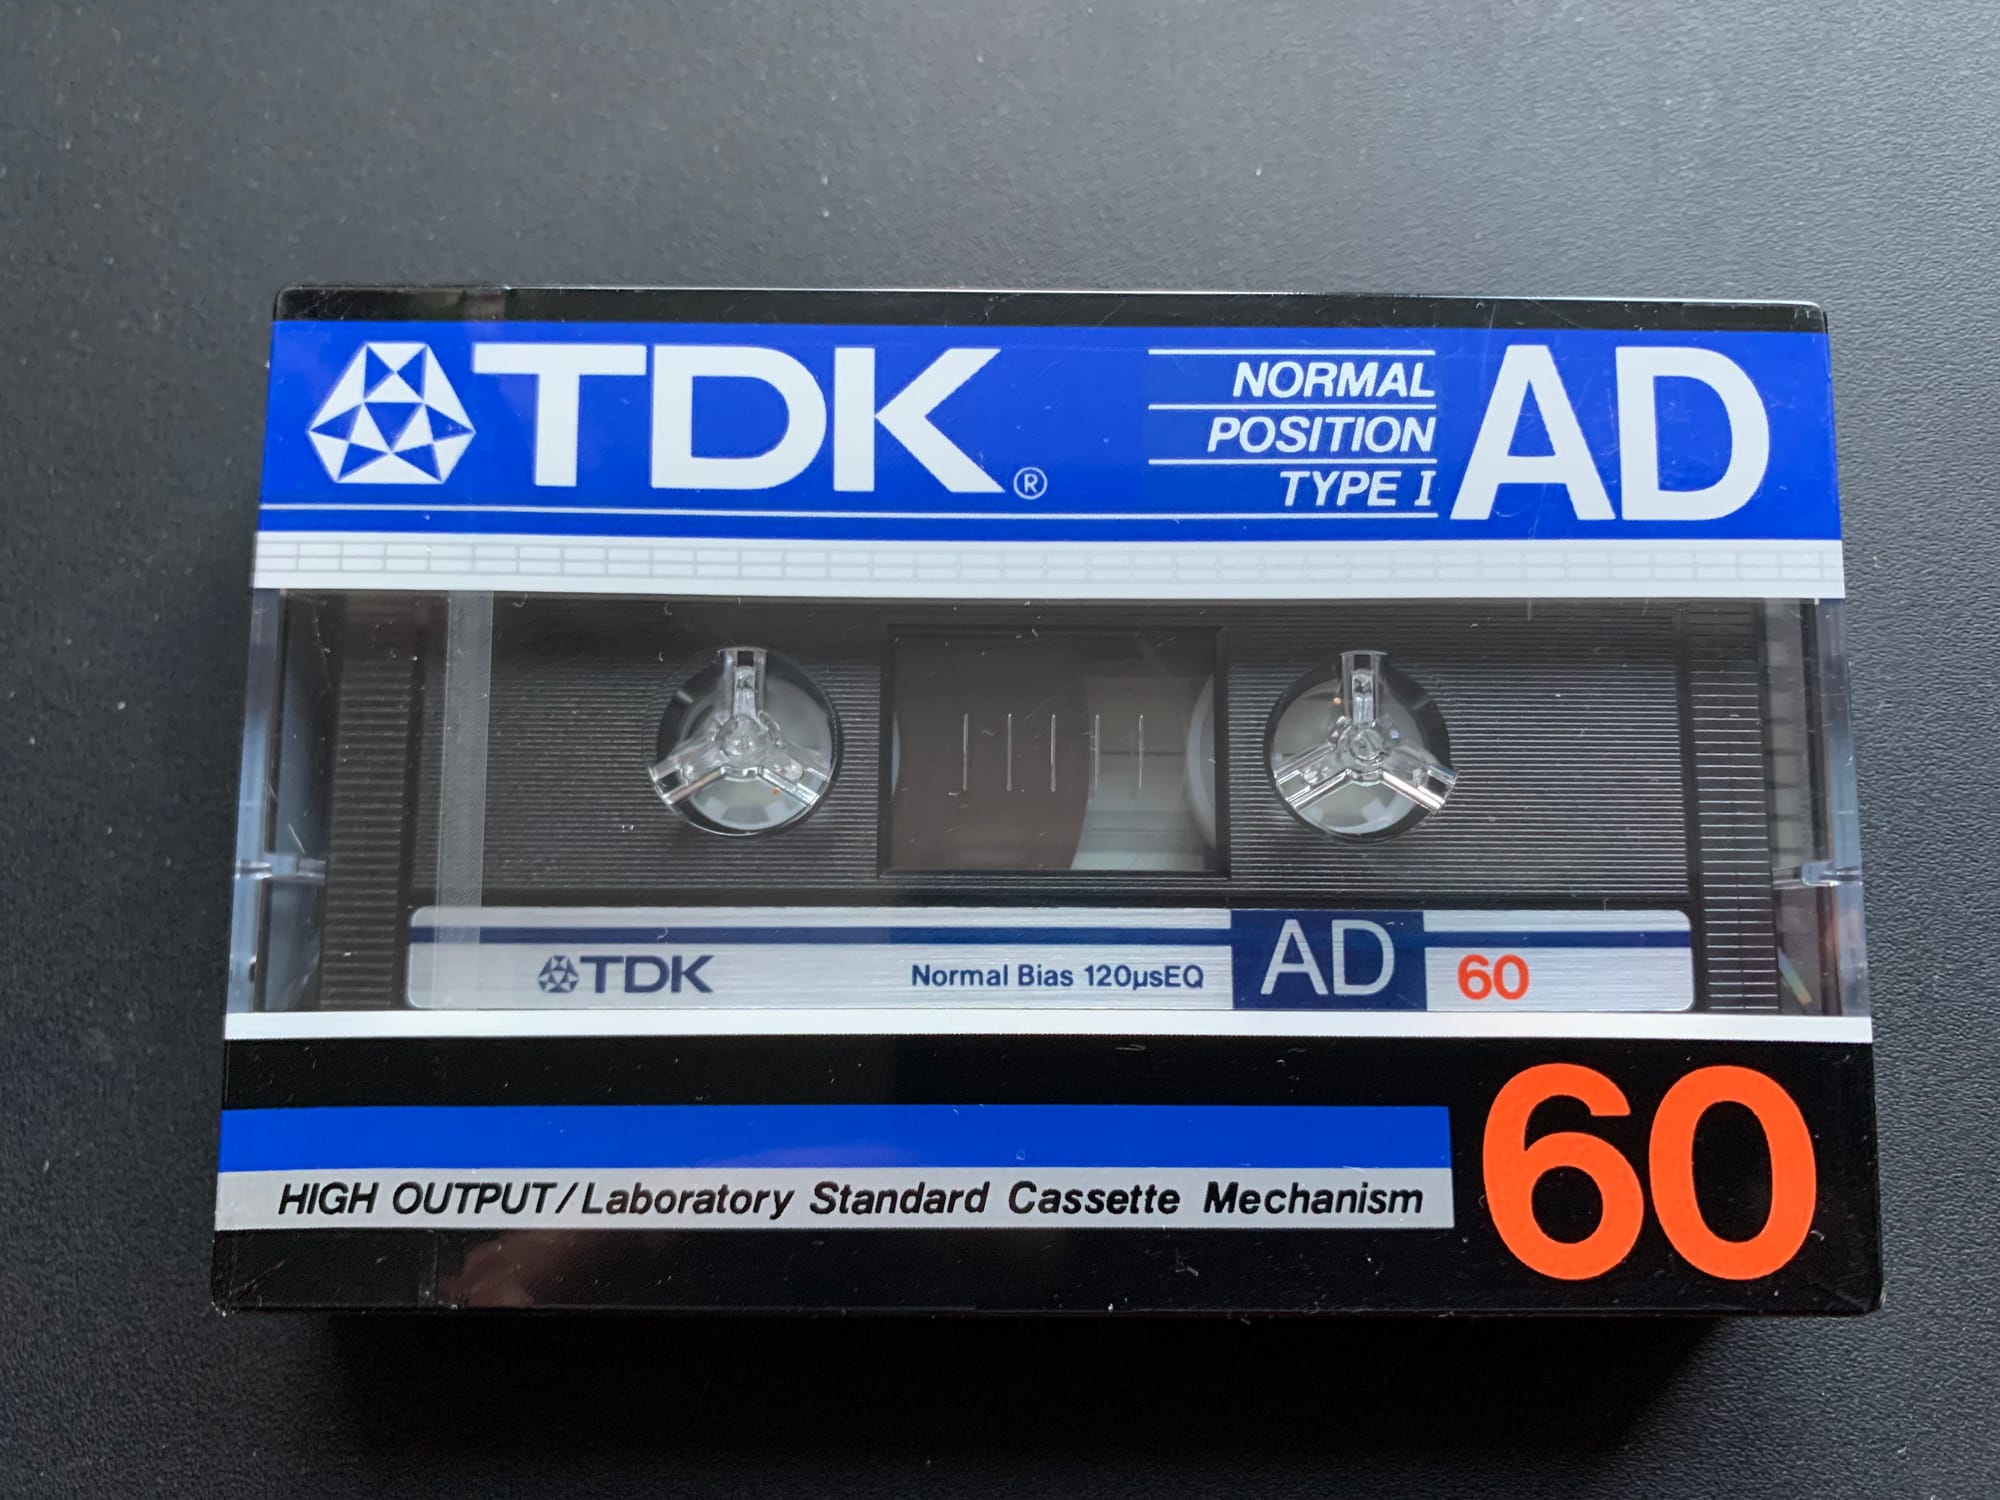 TDK®
NORMAL
POSITION
TYPE I
AD
TDK
Normal Bias 120µsEQ
AD
60
HIGH OUTPUT/Laboratory Standard Cassette Mechanism
60